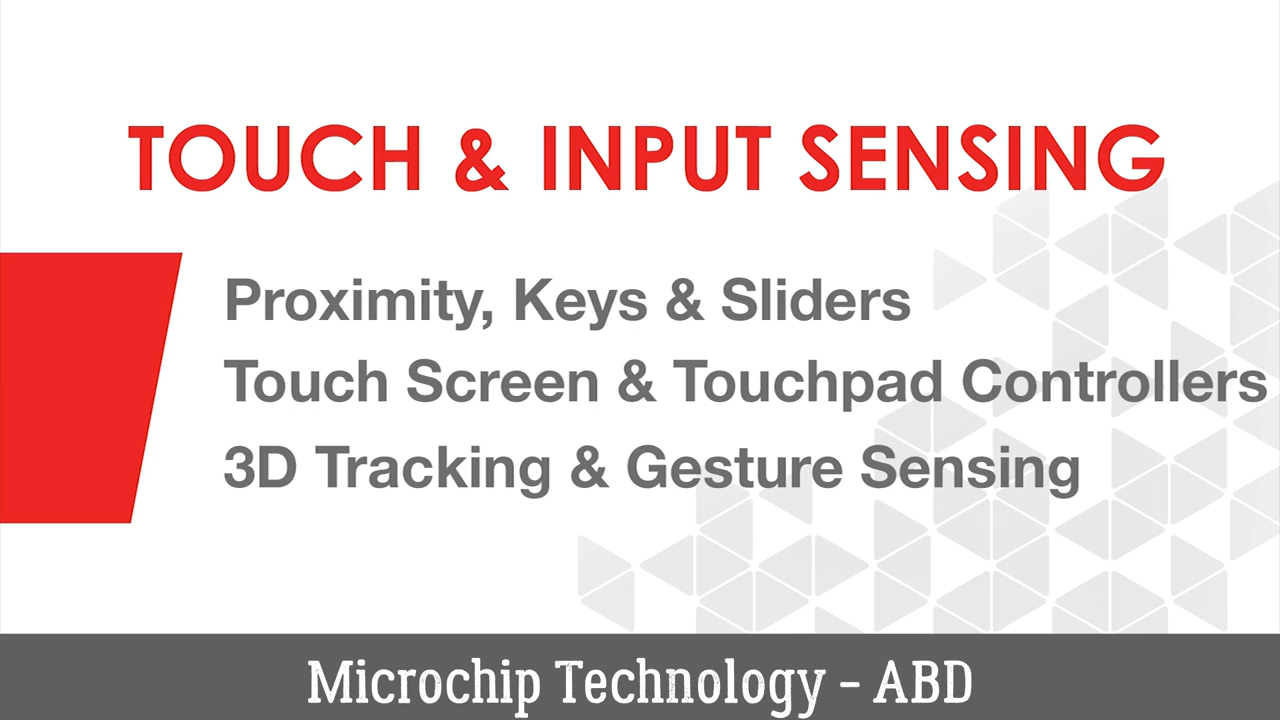 TOUCH & INPUT SENSING
Proximity, Keys & Sliders
Touch Screen & Touchpad Controllers
3D Tracking & Gesture Sensing
Microchip Technology - ABD